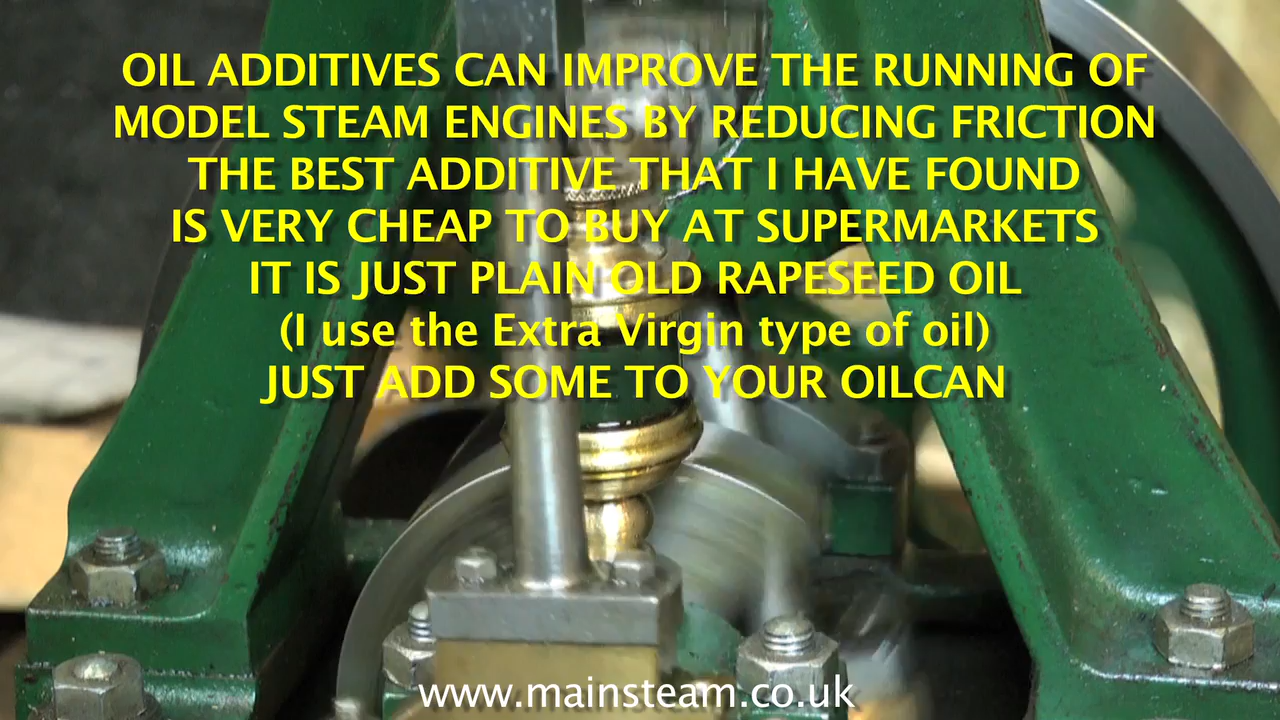 OIL ADDITIVES CAN IMPROVE THE RUNNING OF
MODEL STEAM ENGINES BY REDUCING FRICTION
THE BEST ADDITIVE THAT I HAVE FOUND
IS VERY CHEAP TO BUY AT SUPERMARKETS
IT IS JUST PLAIN OLD RAPESEED OIL
(I use the Extra Virgin type of oil)
JUST ADD SOME TO YOUR OILCAN
www.mainsteam.co.uk